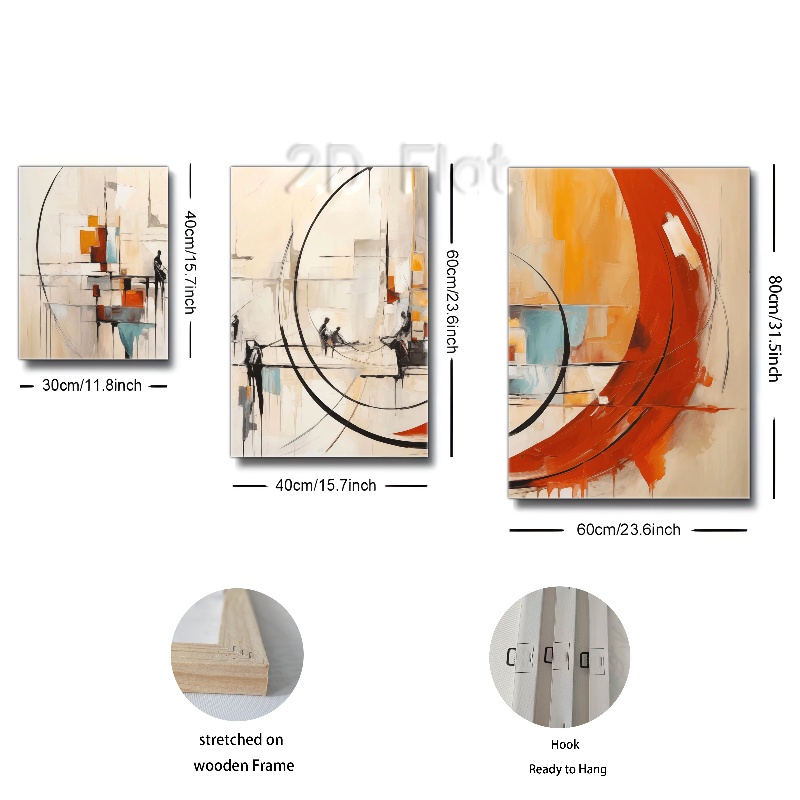 2D Flat
40cm/15.7inch
30cm/11.8inch
60cm/23.6inch
40cm/15.7inch
80cm/31.5inch
60cm/23.6inch
stretched on
wooden Frame
Hook
Ready to Hang